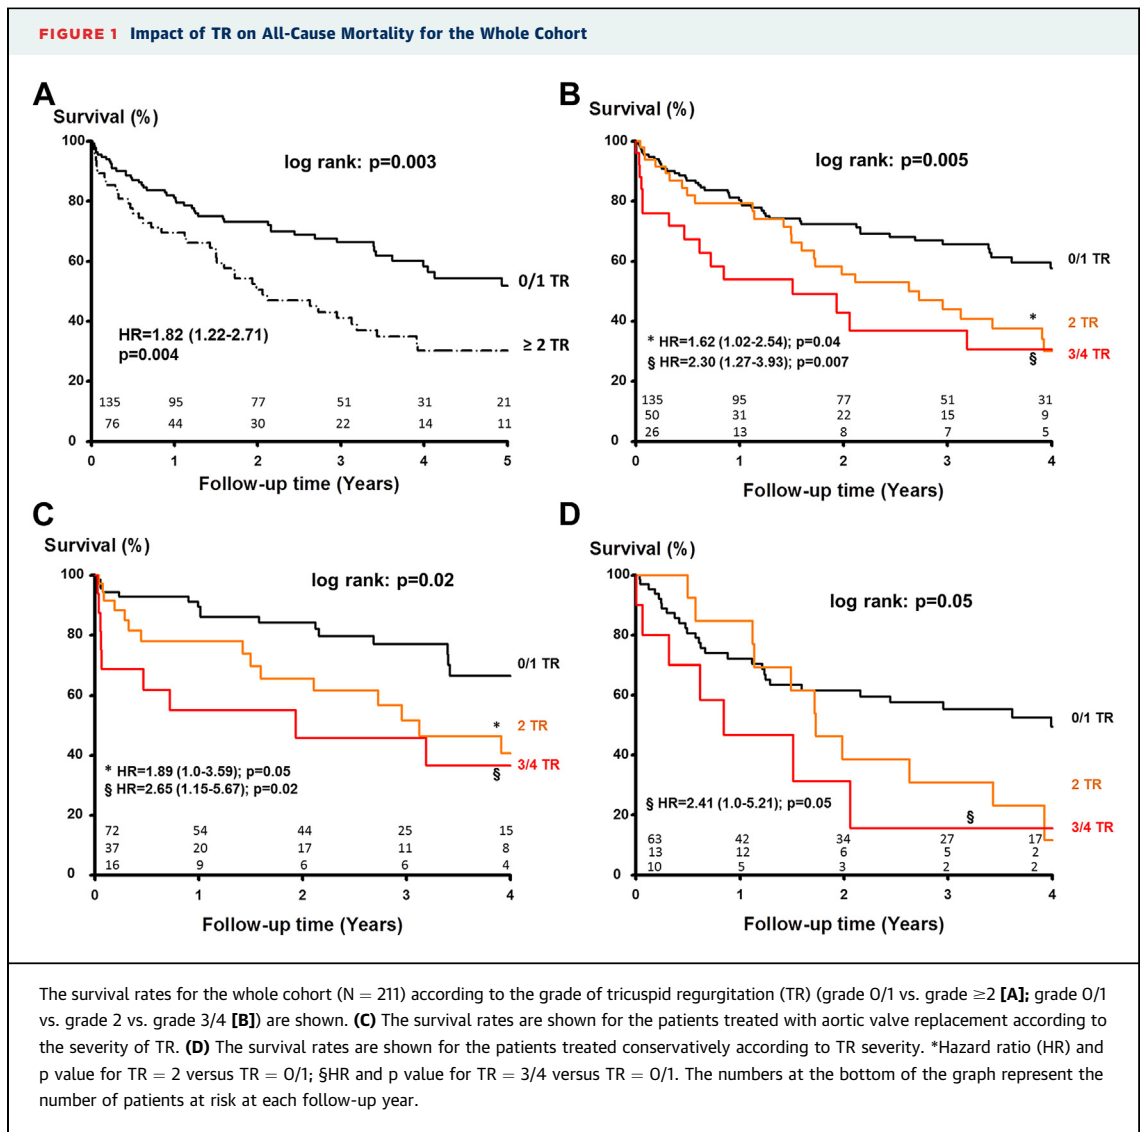 FIGURE 1 Impact of TR on All-Cause Mortality for the Whole Cohort
A
Survival (%)
log rank: p=0.003
100
80
60
40
20
0
0/1 TR
≥ 2 TR
HR=1.82 (1.22-2.71)
p=0.004
135 95 77 51 31 21
76 44 30 22 14 11
0 1 2 3 4 5
Follow-up time (Years)
B
Survival (%)
log rank: p=0.005
100
80
60
40
20
0
0/1 TR
*
2 TR
3/4 TR
§
* HR=1.62 (1.02-2.54); p=0.04
§ HR=2.30 (1.27-3.93); p=0.007
135 95 77 51 31
50 31 22 15 9
26 13 8 7 5
0 1 2 3 4
Follow-up time (Years)
C
Survival (%)
log rank: p=0.02
100
80
60
40
20
0
0/1 TR
*
2 TR
3/4 TR
§
* HR=1.89 (1.0-3.59); p=0.05
§ HR=2.65 (1.15-5.67); p=0.02
72 54 44 25 15
37 20 17 11 8
16 9 6 6 4
0 1 2 3 4
Follow-up time (Years)
D
Survival (%)
log rank: p=0.05
100
80
60
40
20
0
0/1 TR
2 TR
3/4 TR
§
§ HR=2.41 (1.0-5.21); p=0.05
63 42 34 27 17
13 12 6 5 2
10 5 3 2 2
0 1 2 3 4
Follow-up time (Years)
The survival rates for the whole cohort (N = 211) according to the grade of tricuspid regurgitation (TR) (grade 0/1 vs. grade ≥2 [A]; grade 0/1
vs. grade 2 vs. grade 3/4 [B]) are shown. (C) The survival rates are shown for the patients treated with aortic valve replacement according to
the severity of TR. (D) The survival rates are shown for the patients treated conservatively according to TR severity. *Hazard ratio (HR) and
p value for TR = 2 versus TR = 0/1; §HR and p value for TR = 3/4 versus TR = 0/1. The numbers at the bottom of the graph represent the
number of patients at risk at each follow-up year.